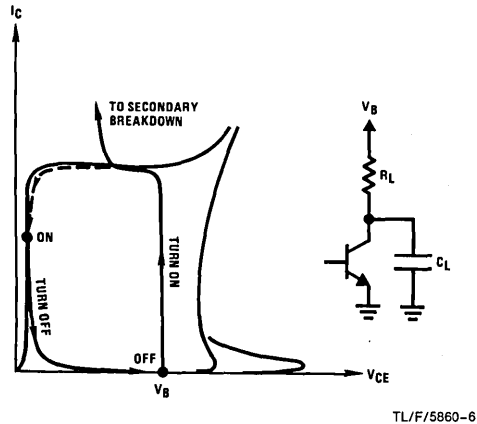 IC
TO SECONDARY
BREAKDOWN
VB
RL
ON
TURN ON
CL
TURN OFF
OFF
VB
VCE
TL/F/5860-6